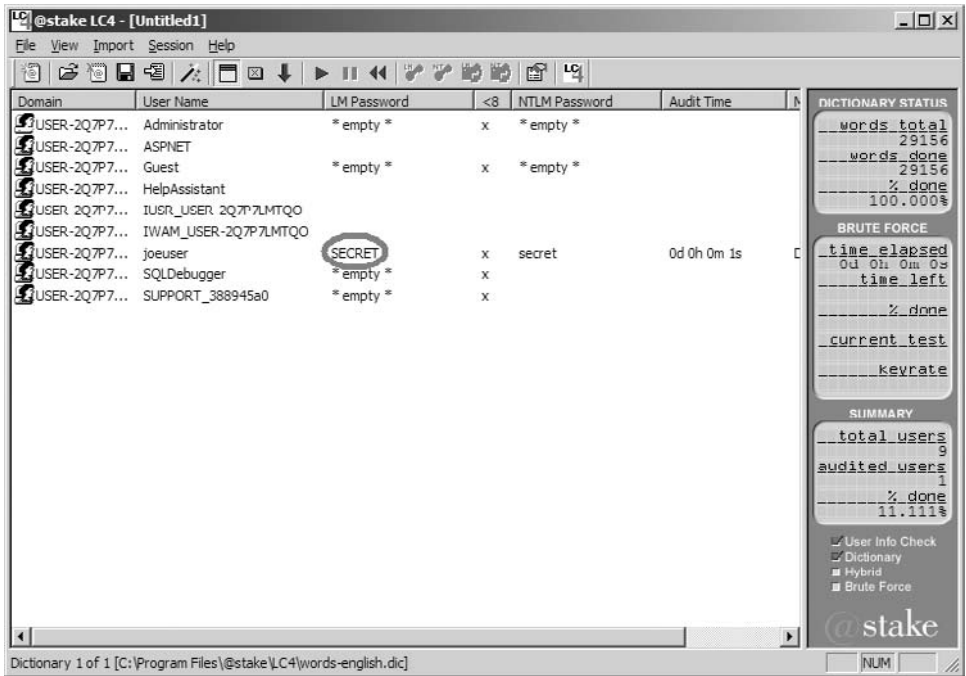 @stake LC4 - [Untitled1]
File View Import Session Help
Domain User Name LM Password <8 NTLM Password Audit Time N
USER-2Q7P7... Administrator * empty * x * empty *
USER-2Q7P7... ASPNET
USER-2Q7P7... Guest * empty * x * empty *
USER-2Q7P7... HelpAssistant
USER-2Q7P7... IUSR_USER-2Q7P7LMTQO
USER-2Q7P7... IWAM_USER-2Q7P7LMTQO
USER-2Q7P7... joeuser SECRET x secret 0d 0h 0m 1s D
USER-2Q7P7... SQLDebugger * empty * x
USER-2Q7P7... SUPPORT_388945a0 * empty * x
DICTIONARY STATUS
words_total
29156
words_done
29156
%_done
100.000%
BRUTE FORCE
time_elapsed
0d 0h 0m 0s
time_left
%_done
current_test
keyrate
SUMMARY
total_users
9
audited_users
1
%_done
11.111%
User Info Check
Dictionary
Hybrid
Brute Force
@stake
Dictionary 1 of 1 [C:\Program Files\@stake\LC4\words-english.dic]
NUM